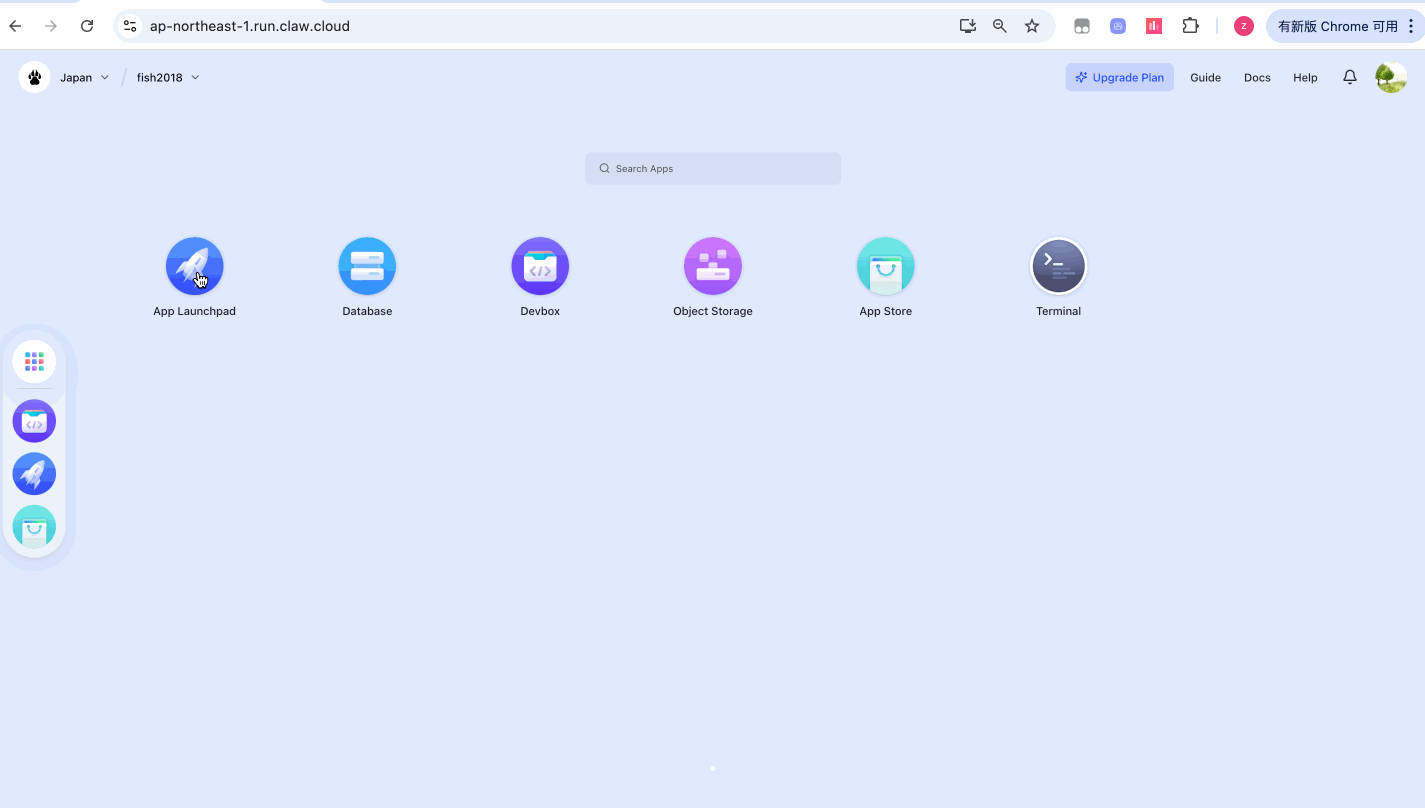 ap-northeast-1.run.claw.cloud
Z
有新版 Chrome 可用
Japan / fish2018
Upgrade Plan
Guide
Docs
Help
Search Apps
App Launchpad
Database
Devbox
Object Storage
App Store
Terminal